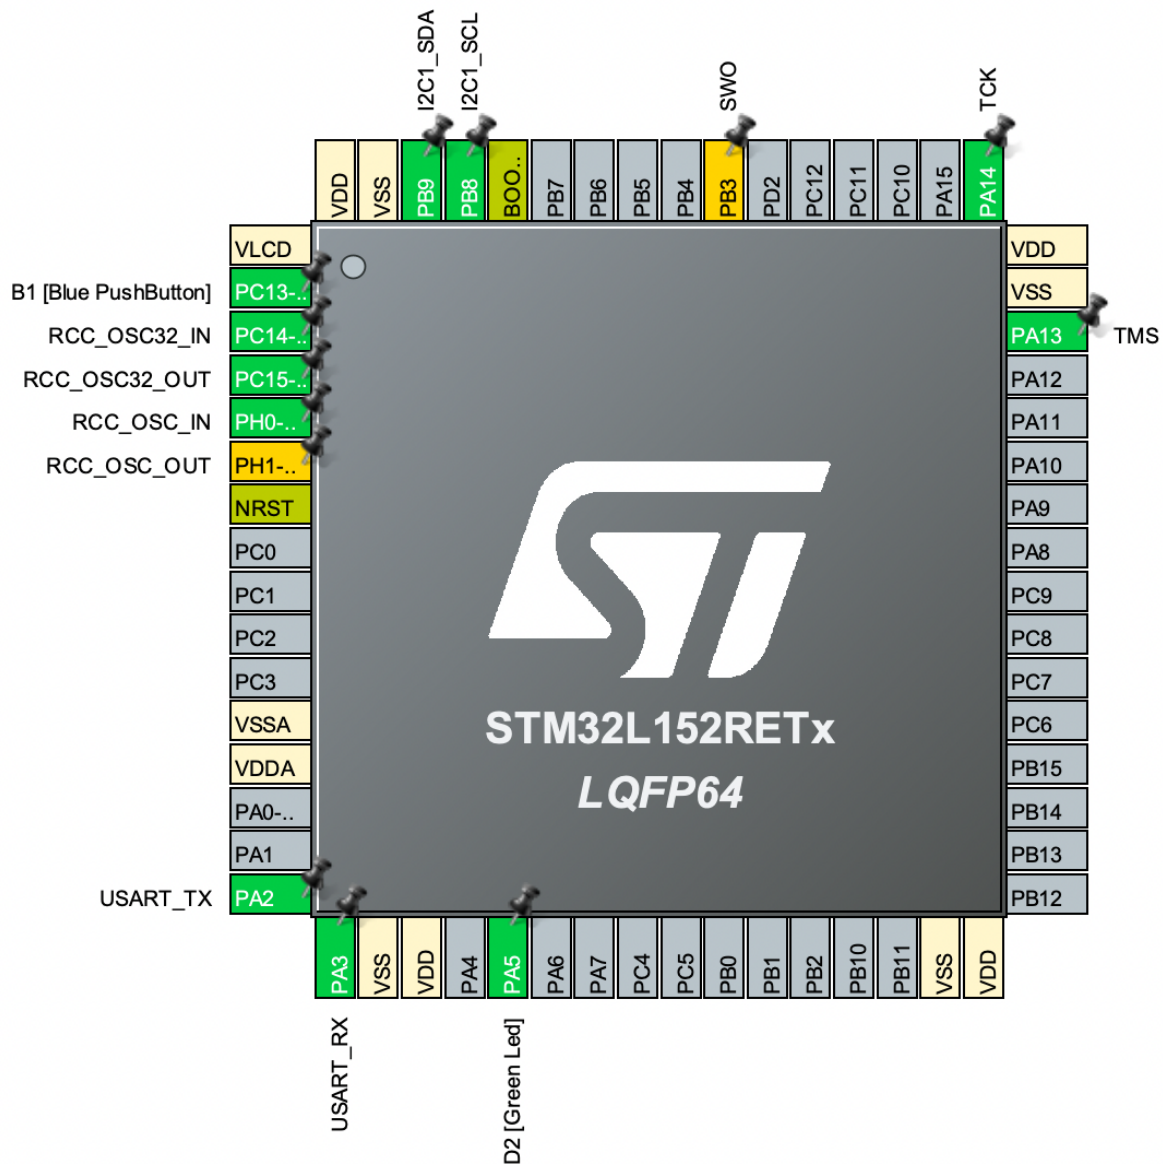 I2C1_SDA
I2C1_SCL
SWO
TCK
VDD
VSS
PB9
PB8
BOO..
PB7
PB6
PB5
PB4
PB3
PD2
PC12
PC11
PC10
PA15
PA14
VLCD
B1 [Blue PushButton] PC13-..
RCC_OSC32_IN PC14-..
RCC_OSC32_OUT PC15-..
RCC_OSC_IN PH0-..
RCC_OSC_OUT PH1-..
NRST
PC0
PC1
PC2
PC3
VSSA
VDDA
PA0-..
PA1
USART_TX PA2
ST
STM32L152RETx
LQFP64
VDD
VSS
PA13 TMS
PA12
PA11
PA10
PA9
PA8
PC9
PC8
PC7
PC6
PB15
PB14
PB13
PB12
PA3
VSS
VDD
PA4
PA5
PA6
PA7
PC4
PC5
PB0
PB1
PB2
PB10
PB11
VSS
VDD
USART_RX
D2 [Green Led]